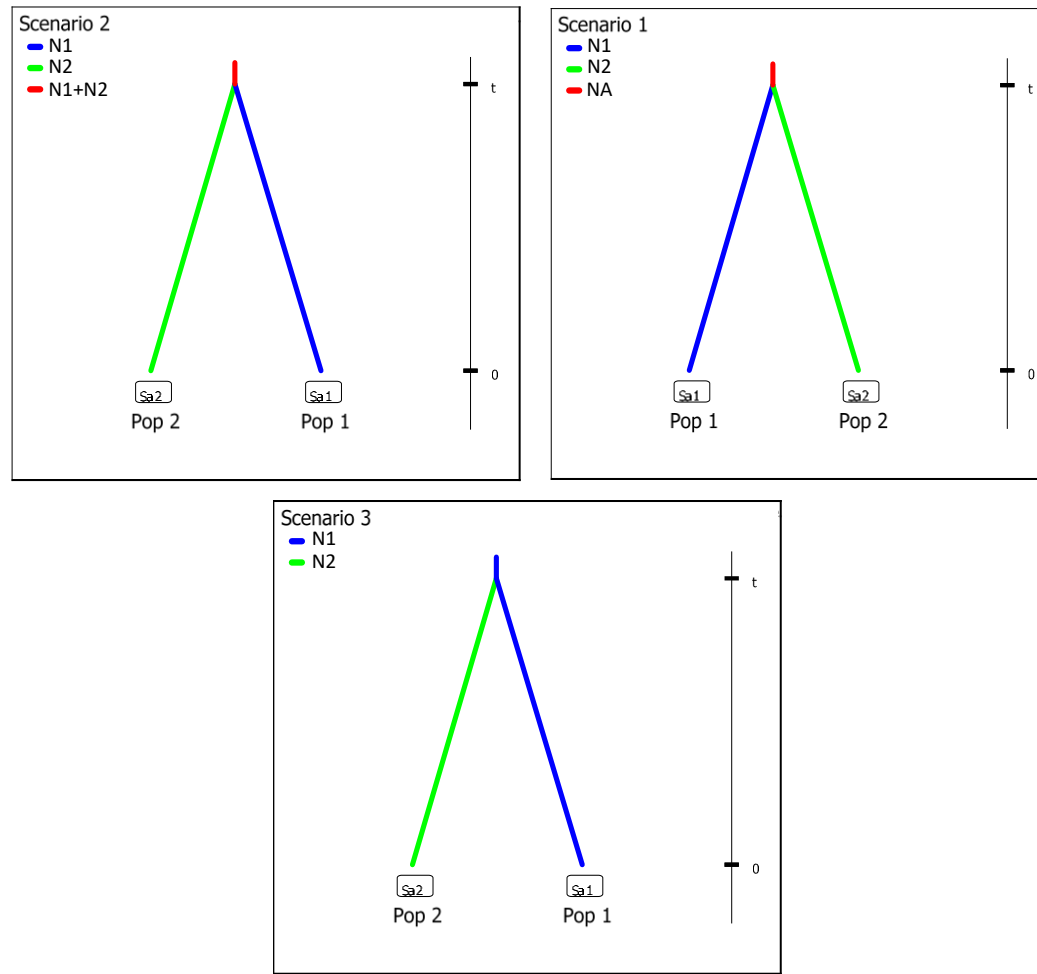 Scenario 2
N1
N2
N1+N2
t
0
Sa2
Sa1
Pop 2
Pop 1
Scenario 1
N1
N2
NA
t
0
Sa1
Sa2
Pop 1
Pop 2
Scenario 3
N1
N2
t
0
Sa2
Sa1
Pop 2
Pop 1